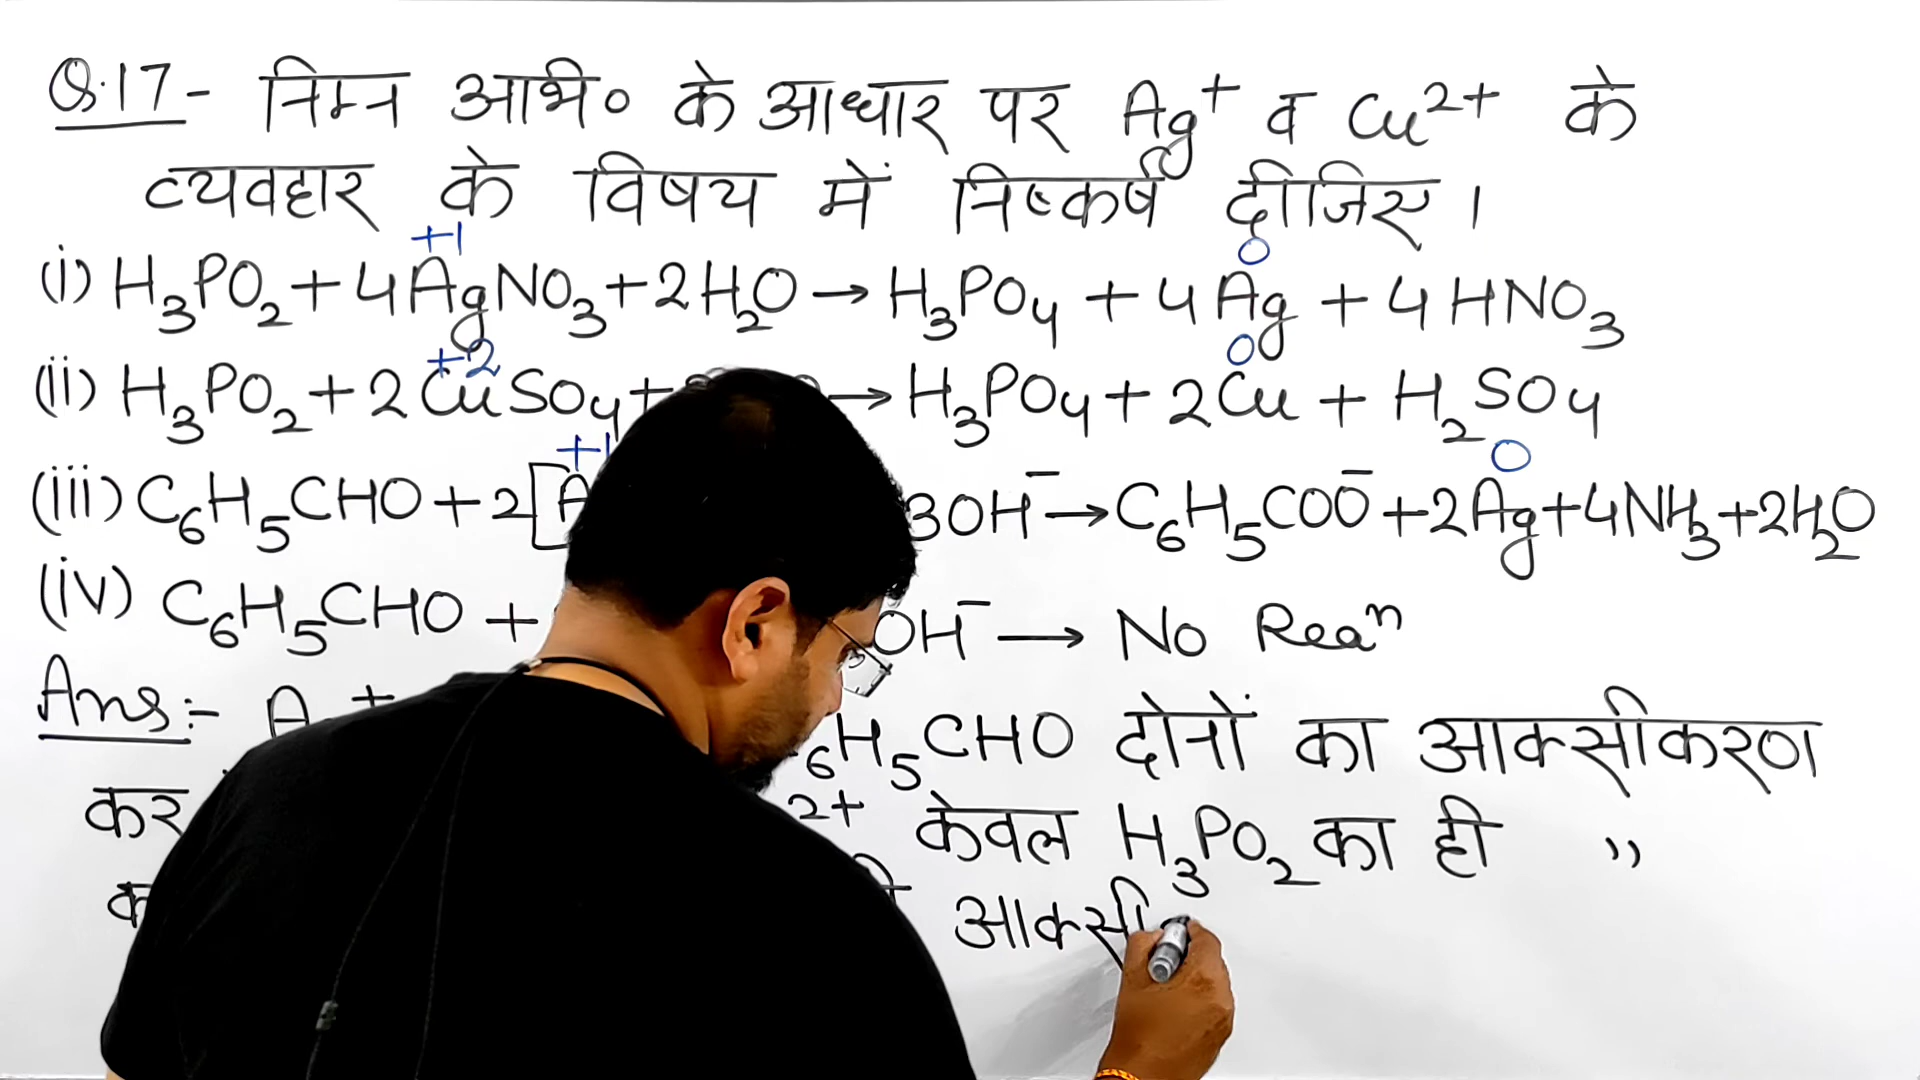 Q.17- निम्न आभि० के आधार पर Ag⁺ व Cu²⁺ के
व्यवहार के विषय में निष्कर्ष दीजिए।
+1 0
(i) H₃PO₂ + 4AgNO₃ + 2H₂O → H₃PO₄ + 4Ag + 4HNO₃
+2 0
(ii) H₃PO₂ + 2CuSO₄ + → H₃PO₄ + 2Cu + H₂SO₄
+1 0
(iii) C₆H₅CHO + 2[A 3OH⁻ → C₆H₅COO⁻ + 2Ag + 4NH₃ + 2H₂O
(iv) C₆H₅CHO + OH⁻ → No Reaⁿ
Ans:- ₆H₅CHO दोनों का आक्सीकरण
कर 2+ केवल H₃PO₂ का ही ,,
आक्सी